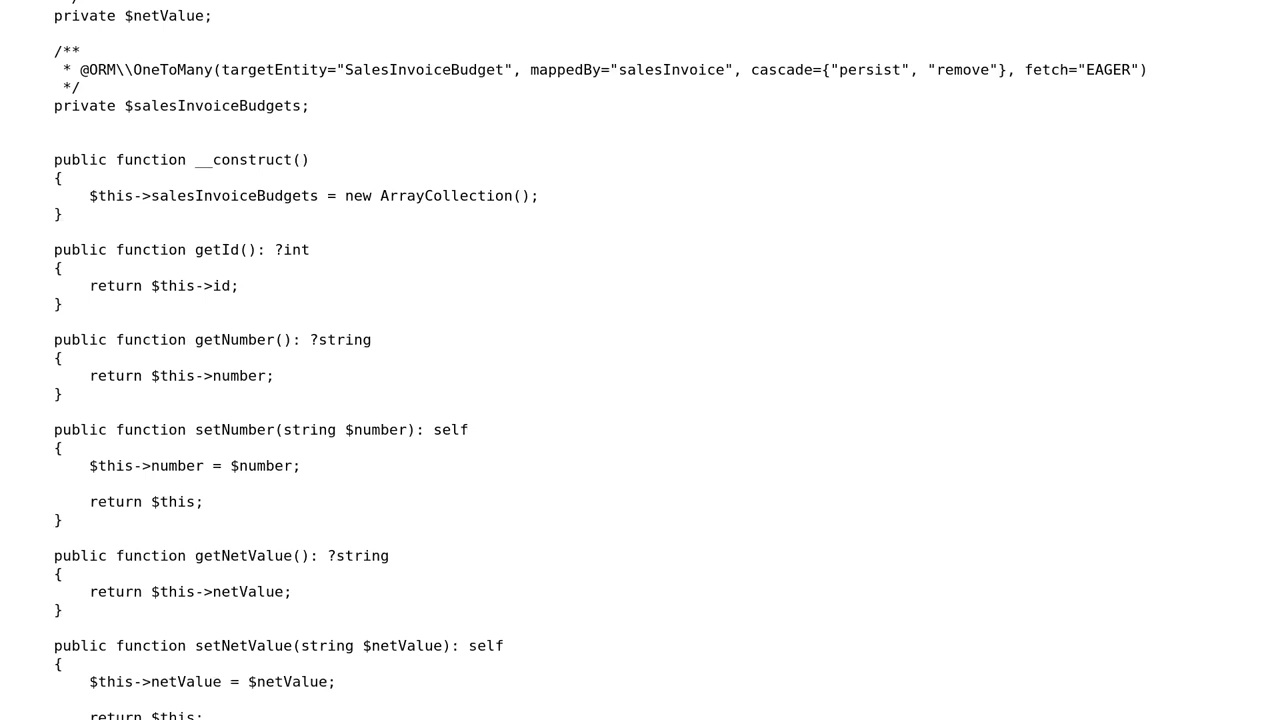 */
private $netValue;
/**
* @ORM\\OneToMany(targetEntity="SalesInvoiceBudget", mappedBy="salesInvoice", cascade={"persist", "remove"}, fetch="EAGER")
*/
private $salesInvoiceBudgets;
public function __construct()
{
$this->salesInvoiceBudgets = new ArrayCollection();
}
public function getId(): ?int
{
return $this->id;
}
public function getNumber(): ?string
{
return $this->number;
}
public function setNumber(string $number): self
{
$this->number = $number;
return $this;
}
public function getNetValue(): ?string
{
return $this->netValue;
}
public function setNetValue(string $netValue): self
{
$this->netValue = $netValue;
return $this;